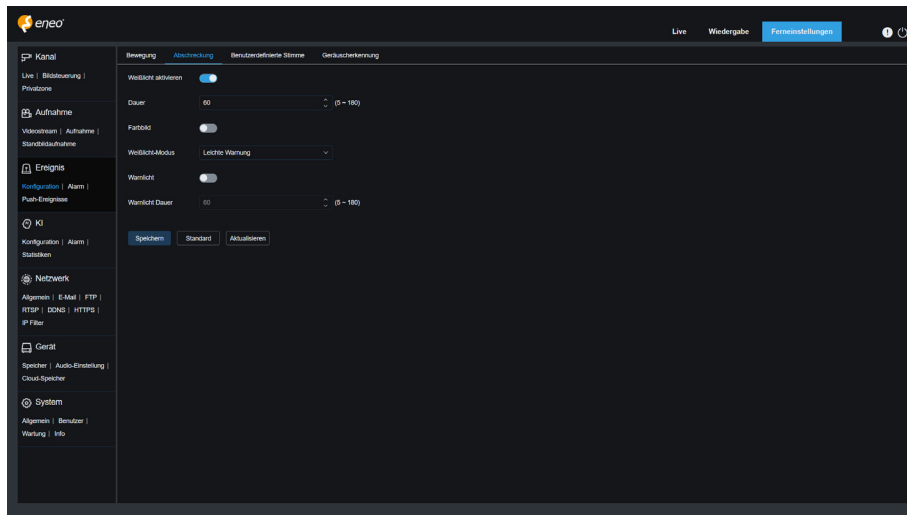 eneo
Live Wiedergabe Ferneinstellungen
Kanal
Live | Bildsteuerung |
Privatzone
Aufnahme
Videostream | Aufnahme |
Standbildaufnahme
Ereignis
Konfiguration | Alarm |
Push-Ereignisse
KI
Konfiguration | Alarm |
Statistiken
Netzwerk
Allgemein | E-Mail | FTP |
RTSP | DDNS | HTTPS |
IP Filter
Gerät
Speicher | Audio-Einstellung |
Cloud-Speicher
System
Allgemein | Benutzer |
Wartung | Info
Bewegung Abschreckung Benutzerdefinierte Stimme Geräuscherkennung
Weißlicht aktivieren
Dauer 60 (5 ~ 180)
Farbbild
Weißlicht-Modus Leichte Warnung
Warnlicht
Warnlicht Dauer 60 (5 ~ 180)
Speichern Standard Aktualisieren